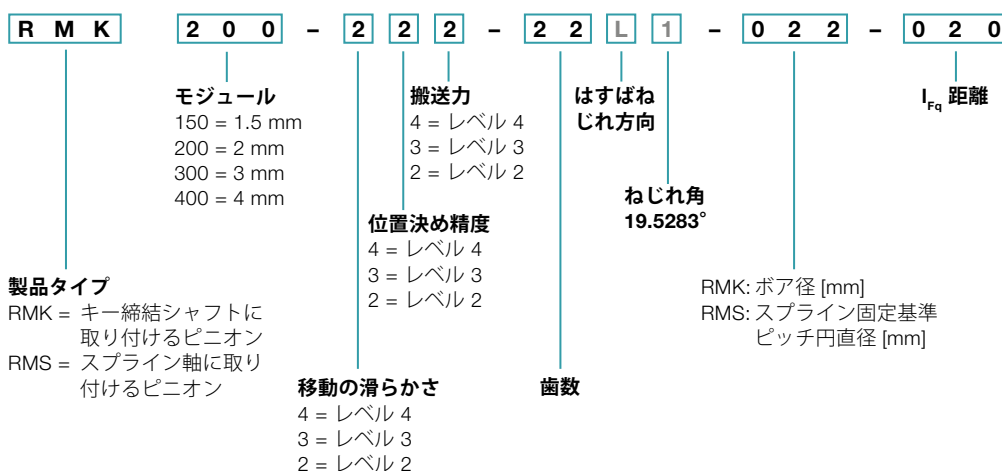 R M K 2 0 0 – 2 2 2 – 2 2 L 1 – 0 2 2 – 0 2 0
モジュール
150 = 1.5 mm
200 = 2 mm
300 = 3 mm
400 = 4 mm
搬送力
4 = レベル 4
3 = レベル 3
2 = レベル 2
はすばね
じれ方向
lFq 距離
ねじれ角
19.5283°
位置決め精度
4 = レベル 4
3 = レベル 3
2 = レベル 2
製品タイプ
RMK = キー締結シャフトに
取り付けるピニオン
RMS = スプライン軸に取り
付けるピニオン
RMK: ボア径 [mm]
RMS: スプライン固定基準
ピッチ円直径 [mm]
移動の滑らかさ
4 = レベル 4
3 = レベル 3
2 = レベル 2
歯数